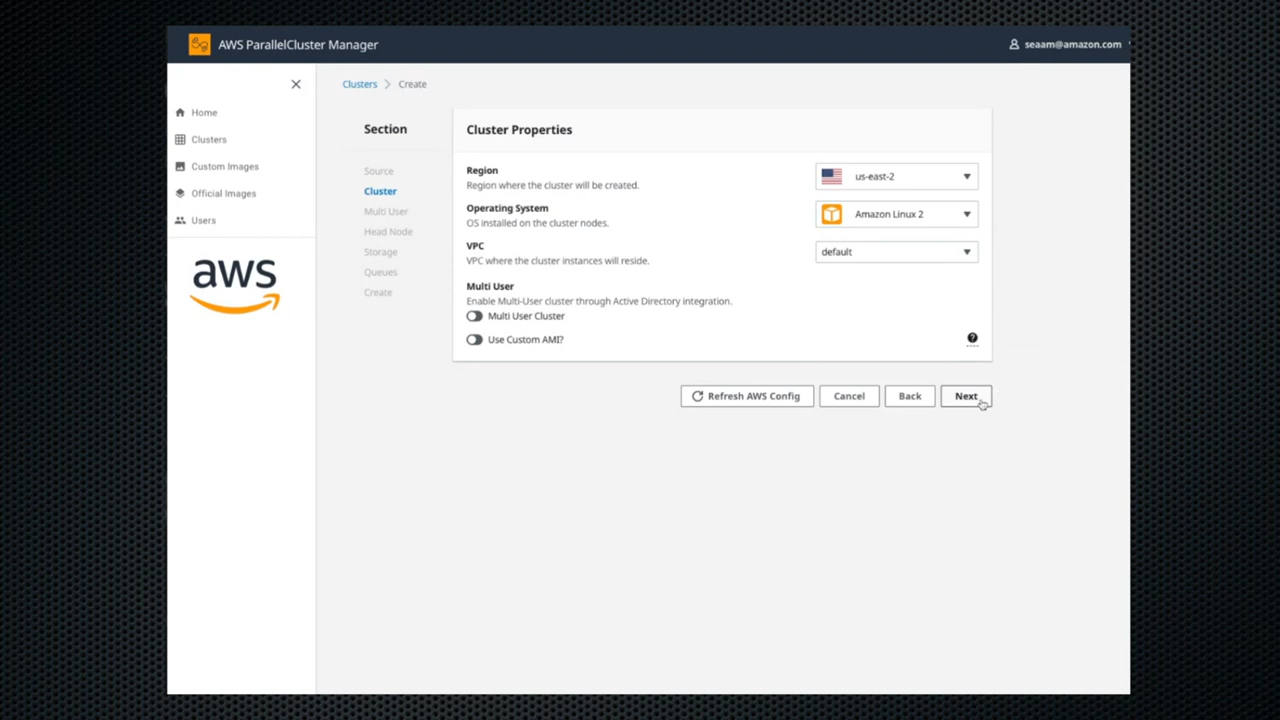 AWS ParallelCluster Manager
seaam@amazon.com
Home
Clusters
Custom Images
Official Images
Users
aws
Clusters > Create
Section
Source
Cluster
Multi User
Head Node
Storage
Queues
Create
Cluster Properties
Region
Region where the cluster will be created.
us-east-2
Operating System
OS installed on the cluster nodes.
Amazon Linux 2
VPC
VPC where the cluster instances will reside.
default
Multi User
Enable Multi-User cluster through Active Directory integration.
Multi User Cluster
Use Custom AMI?
Refresh AWS Config
Cancel
Back
Next